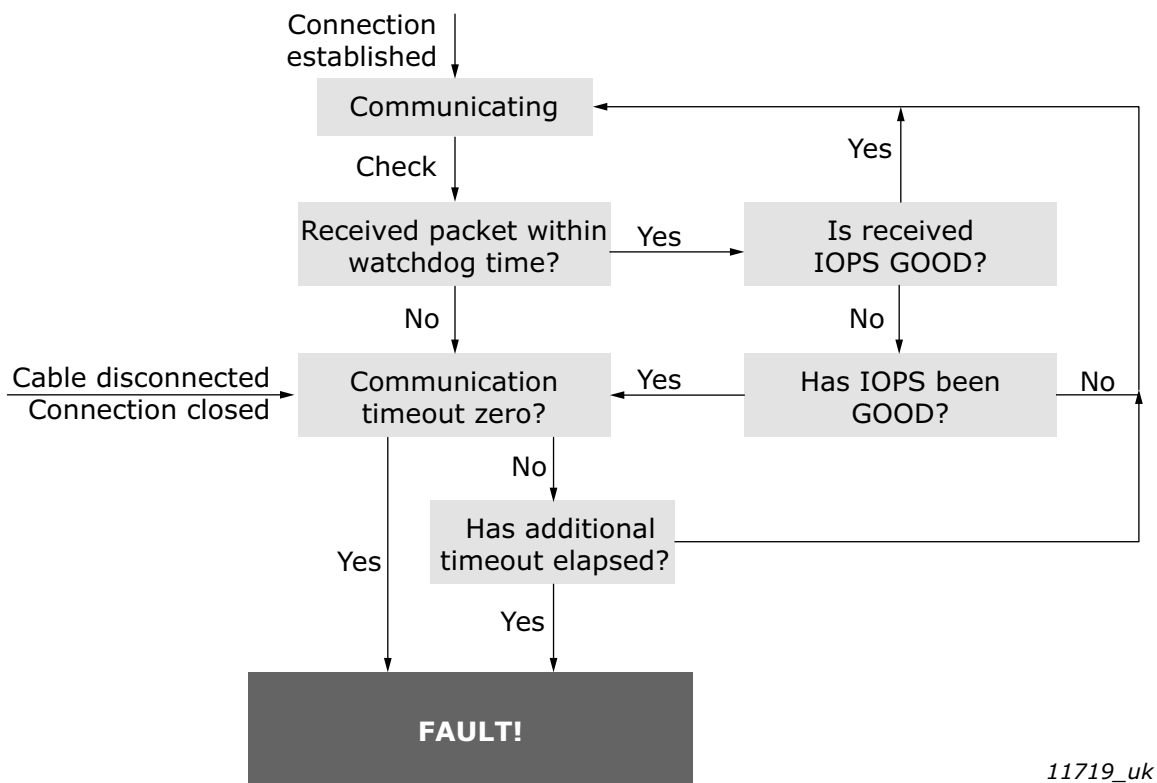 Connection
established
Communicating
Yes
Check
Received packet within
watchdog time?
Yes
Is received
IOPS GOOD?
No
No
Cable disconnected
Connection closed
Communication
timeout zero?
Yes
Has IOPS been
GOOD?
No
No
Has additional
timeout elapsed?
Yes
Yes
FAULT!
11719_uk